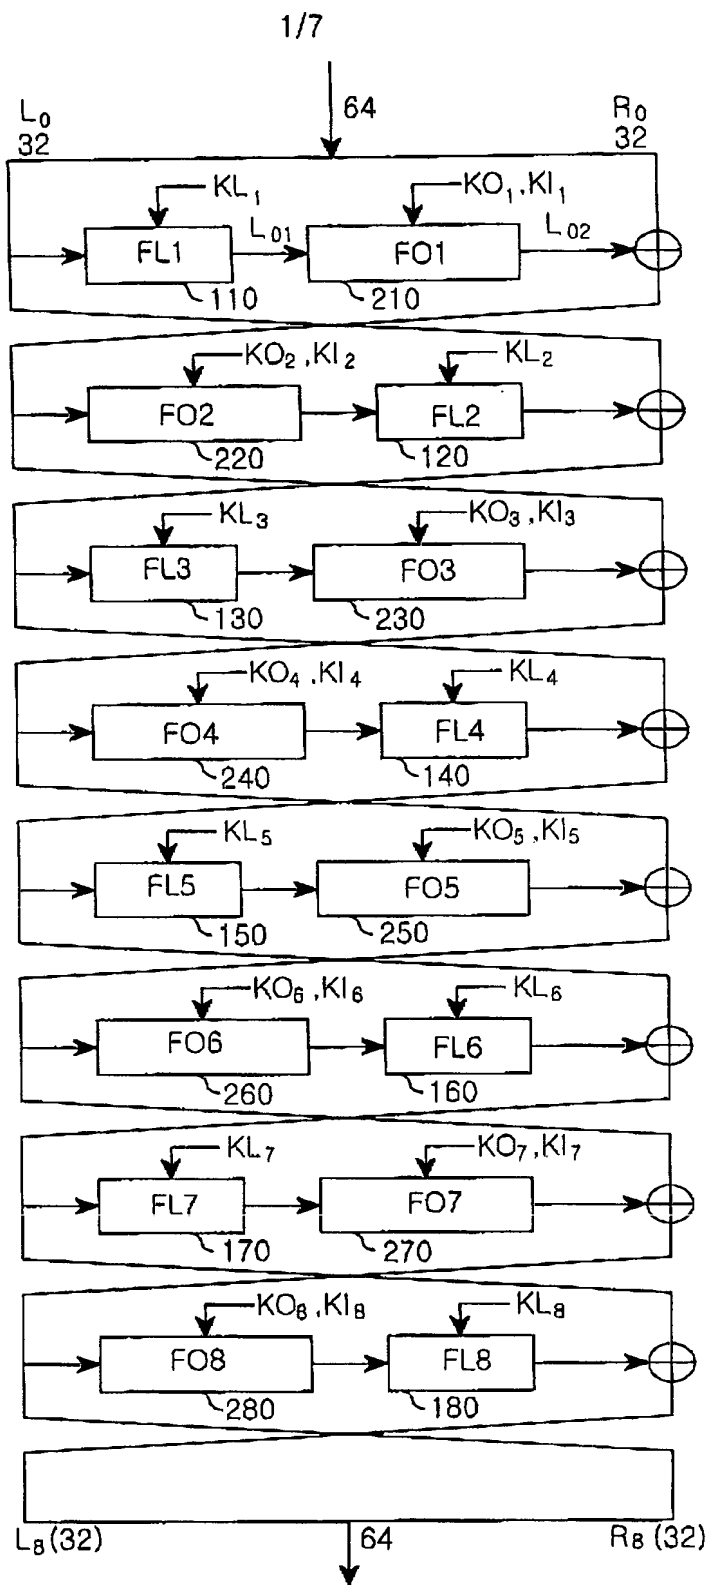 1/7
64
L₀ R₀
32 32
KL₁ KO₁,KI₁
L₀₁ L₀₂
FL1 FO1
110 210
KO₂,KI₂ KL₂
FO2 FL2
220 120
KL₃ KO₃,KI₃
FL3 FO3
130 230
KO₄,KI₄ KL₄
FO4 FL4
240 140
KL₅ KO₅,KI₅
FL5 FO5
150 250
KO₆,KI₆ KL₆
FO6 FL6
260 160
KL₇ KO₇,KI₇
FL7 FO7
170 270
KO₈,KI₈ KL₈
FO8 FL8
280 180
L₈(32) 64 R₈(32)